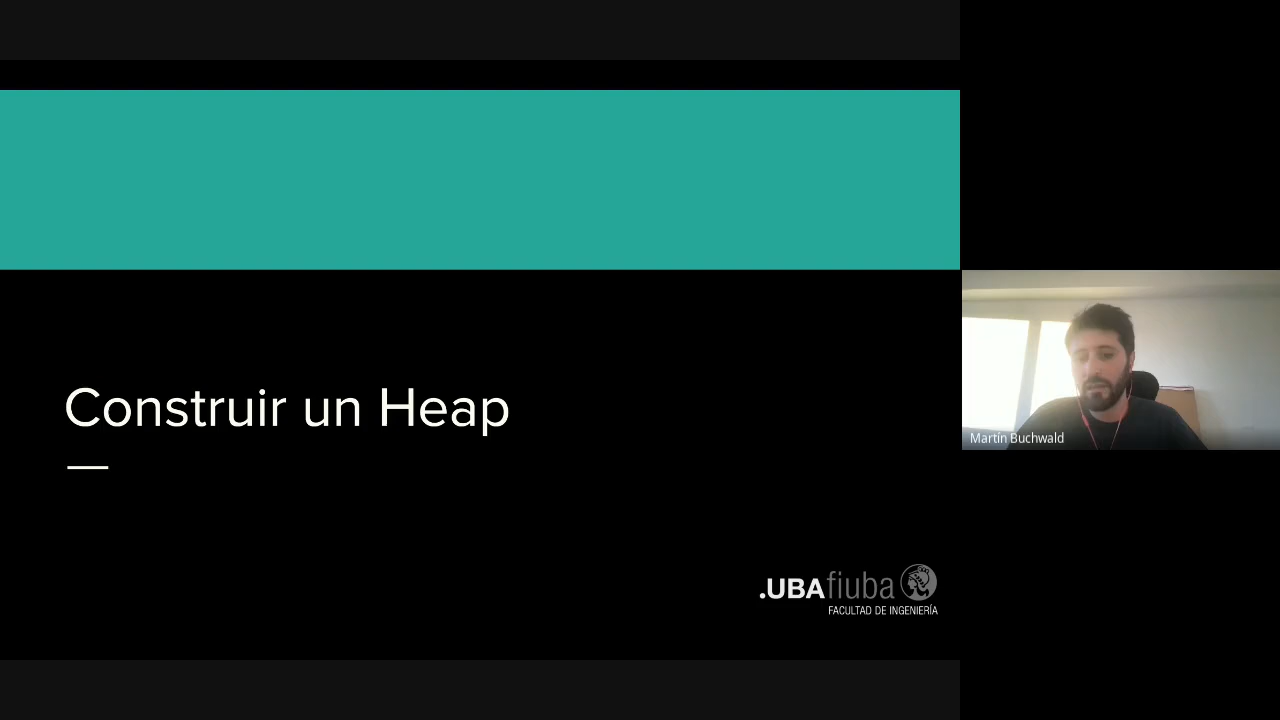 Construir un Heap
.UBAfiuba
FACULTAD DE INGENIERÍA
Martín Buchwald